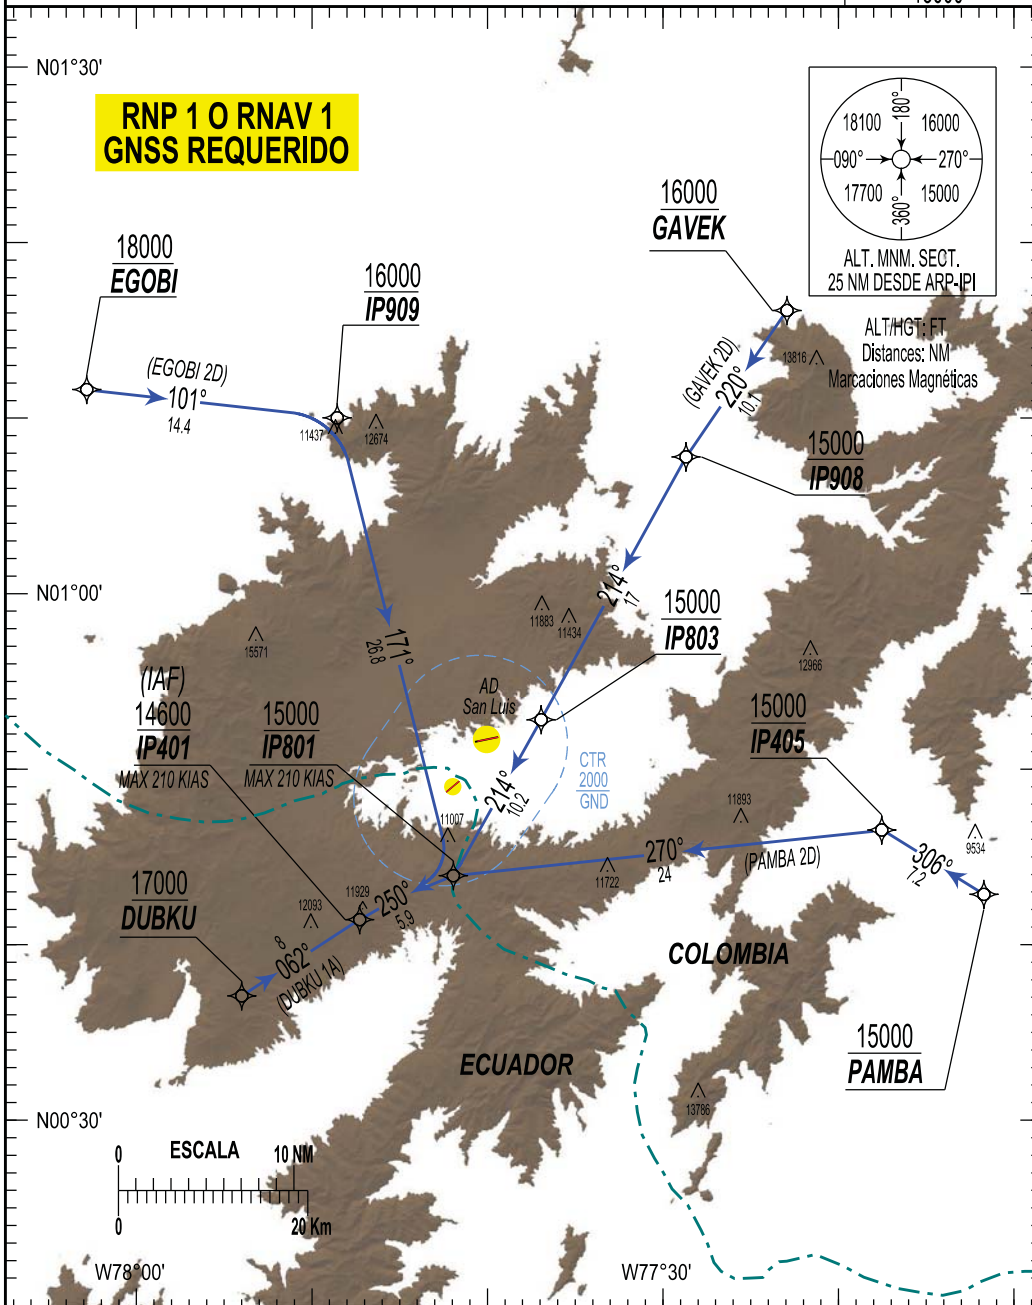 N01°30'
RNP 1 O RNAV 1
GNSS REQUERIDO
180°
18100
16000
090°
270°
17700
15000
360°
ALT. MNM. SECT.
25 NM DESDE ARP-IPI
ALT/HGT: FT
Distances: NM
Marcaciones Magnéticas
16000
GAVEK
18000
EGOBI
16000
IP909
(EGOBI 2D)
101°
14.4
11437
12674
(GAVEK 2D)
220°
10.1
13816
15000
IP908
N01°00'
214°
17
11883
11434
15000
IP803
15571
171°
26.8
12966
(IAF)
14600
IP401
MAX 210 KIAS
15000
IP801
MAX 210 KIAS
AD
San Luis
15000
IP405
CTR
2000
GND
214°
10.2
11007
11893
9534
270°
24
(PAMBA 2D)
306°
7.2
11722
17000
DUBKU
12093
11929
250°
5.9
8
062°
(DUBKU 1A)
COLOMBIA
ECUADOR
15000
PAMBA
13786
N00°30'
ESCALA
0
10 NM
0
20 Km
W78°00'
W77°30'